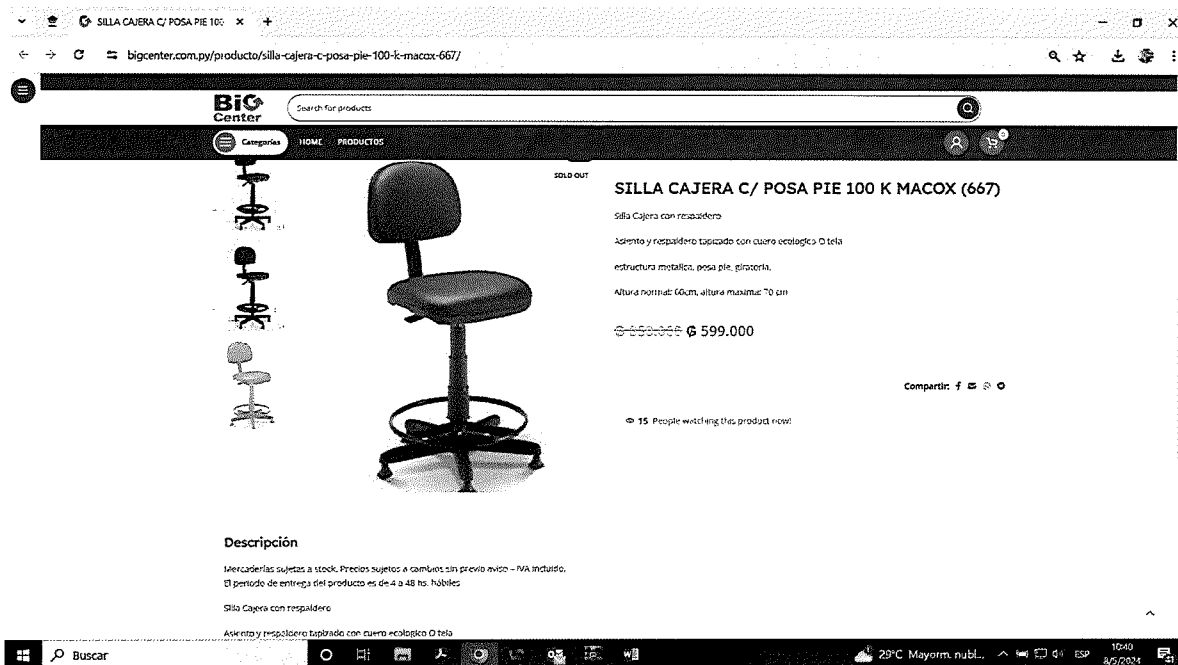 SILLA CAJERA C/ POSA PIE 100
bigcenter.com.py/producto/silla-cajera-c-posa-pie-100-k-macox-667/
BiG
Center
Search for products
Categorías HOME PRODUCTOS
0
SOLD OUT
SILLA CAJERA C/ POSA PIE 100 K MACOX (667)
Silla Cajera con respaldero
Asiento y respaldero tapizado con cuero ecologico O tela
estructura metalica, posa pie, giratoria.
Altura normal: 60cm, altura maxima: 70 cm
₲ 599.000
Compartir:
15 People watching this product now!
Descripción
Mercaderías sujetas a stock. Precios sujetos a cambios sin previo aviso – IVA incluido.
El periodo de entrega del producto es de 4 a 48 hs. hábiles
Silla Cajera con respaldero
Asiento y respaldero tapizado con cuero ecologico O tela
Buscar
29°C Mayorm. nubl... ESP
10:40
8/5/2024